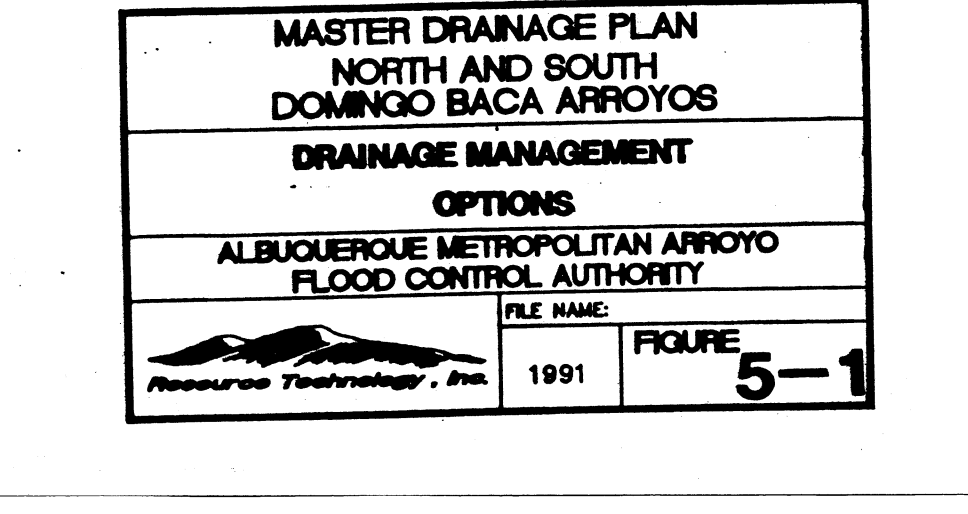 MASTER DRAINAGE PLAN
NORTH AND SOUTH
DOMINGO BACA ARROYOS
DRAINAGE MANAGEMENT
OPTIONS
ALBUQUERQUE METROPOLITAN ARROYO
FLOOD CONTROL AUTHORITY
FILE NAME:
Resource Technology, Inc.
1991
FIGURE
5-1